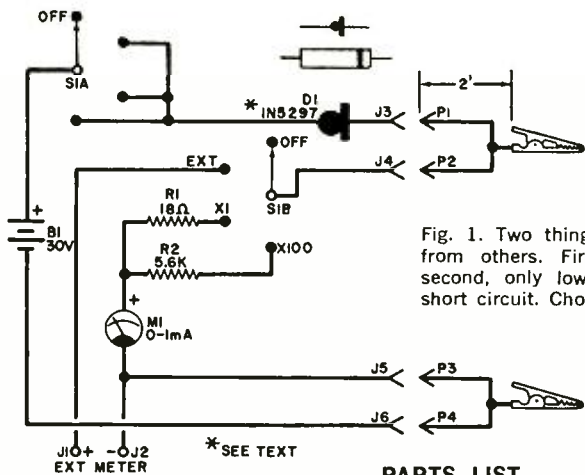 OFF
S1A
* D1
1N5297
2'
J3
P1
OFF
J4
P2
EXT
S1B
R1
18Ω
X1
R2
5.6K
X100
+
B1
30V
+
M1
0-1mA
Fig. 1. Two thing
from others. Fir
second, only low
short circuit. Cho
J5
P3
J6
P4
J1 + - J2
EXT METER
*SEE TEXT
PARTS LIST